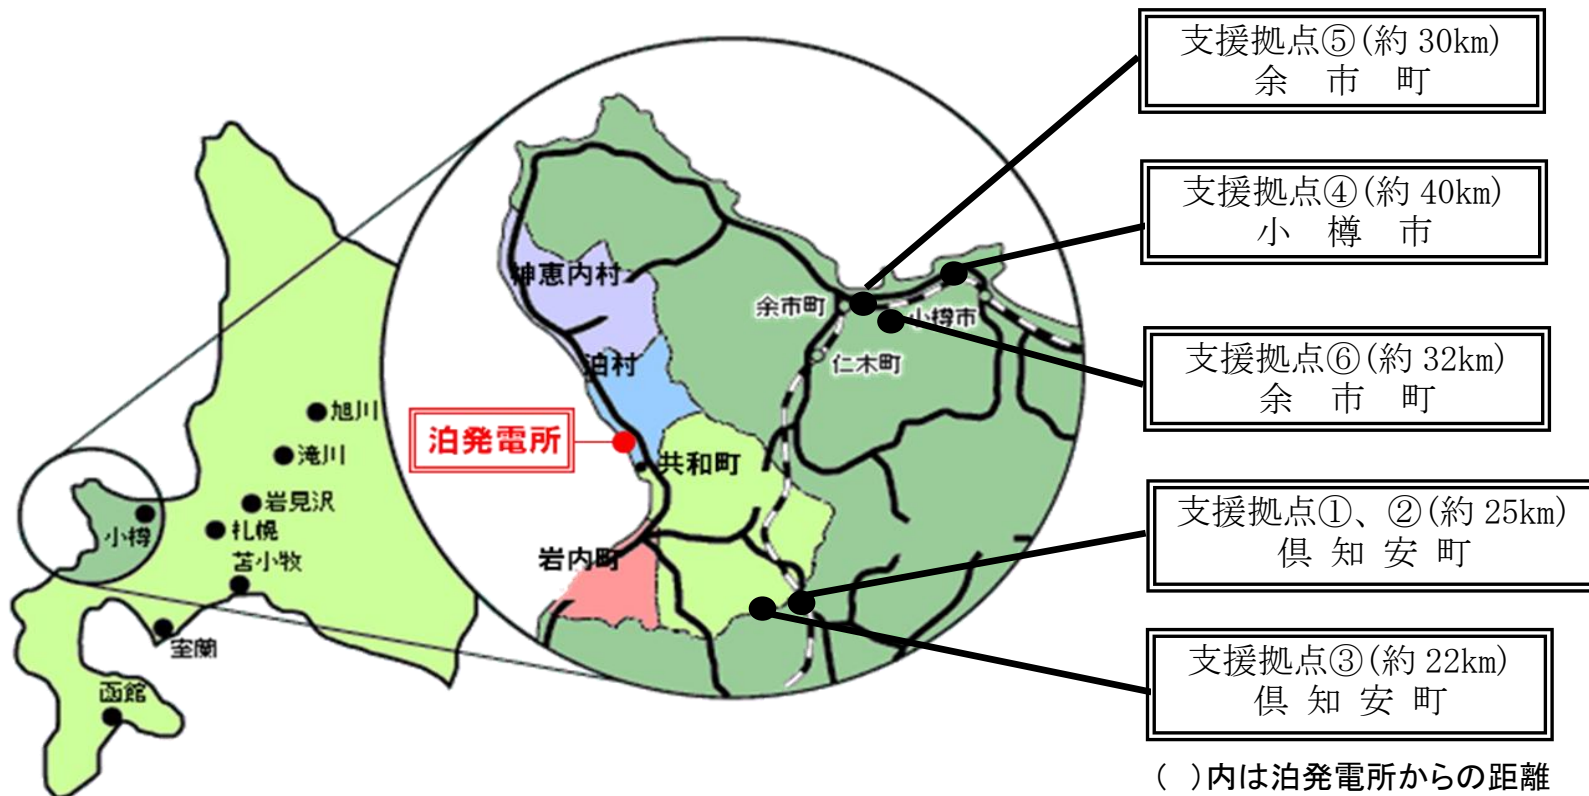 支援拠点⑤(約 30km)
余 市 町
支援拠点④(約 40km)
小 樽 市
支援拠点⑥(約 32km)
余 市 町
支援拠点①、②(約 25km)
倶 知 安 町
支援拠点③(約 22km)
倶 知 安 町
( )内は泊発電所からの距離
神恵内村
泊村
泊発電所
共和町
岩内町
余市町
小樽市
仁木町
旭川
滝川
岩見沢
札幌
小樽
苫小牧
室蘭
函館